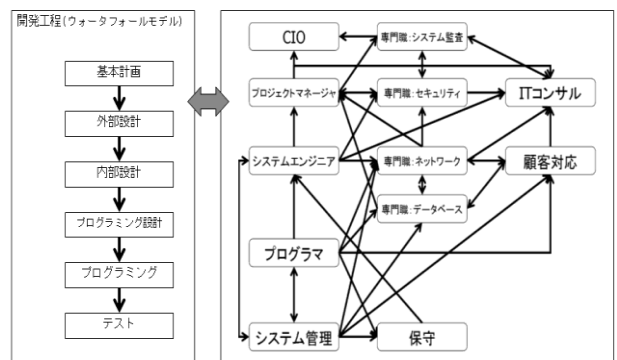 開発工程(ウォータフォールモデル)
基本計画
外部設計
内部設計
プログラミング設計
プログラミング
テスト
CIO
専門職:システム監査
プロジェクトマネージャ
専門職:セキュリティ
ITコンサル
システムエンジニア
専門職:ネットワーク
顧客対応
専門職:データベース
プログラマ
システム管理
保守